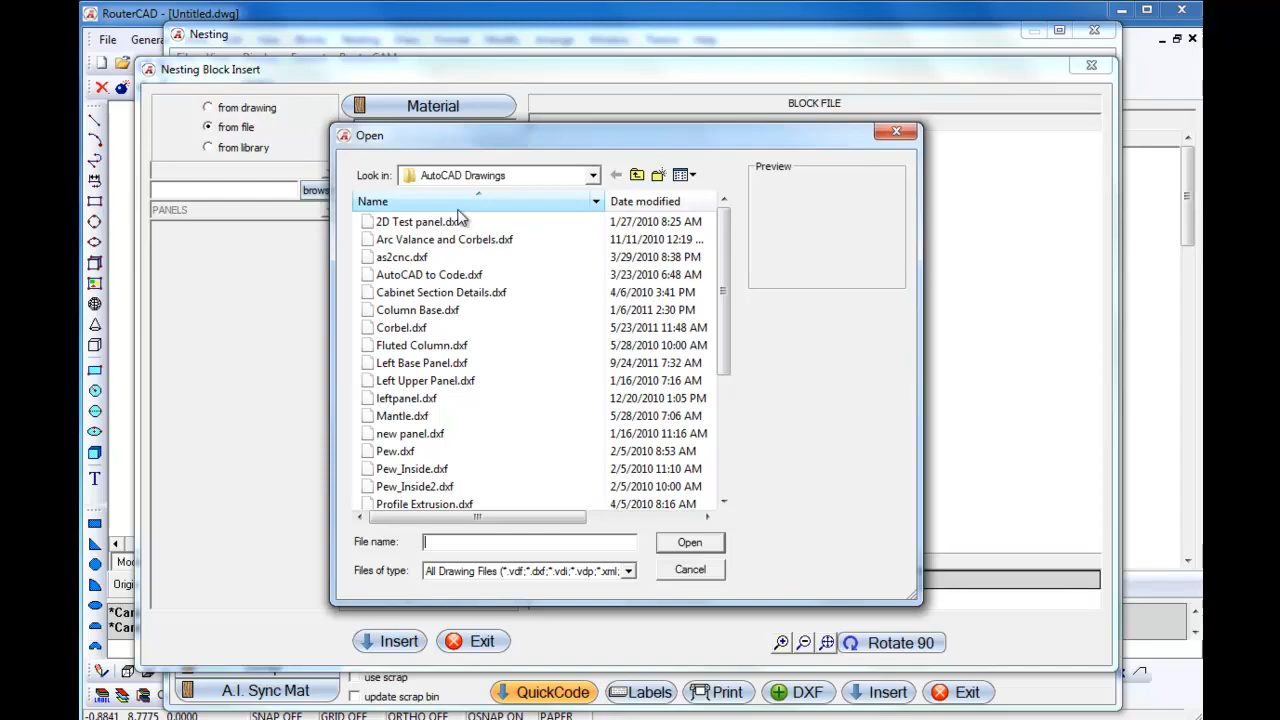 RouterCAD - [Untitled.dwg]
Nesting
File
Nesting Block Insert
from drawing
Material
BLOCK FILE
from file
Open
from library
Look in:
AutoCAD Drawings
Preview
PANELS
Name
Date modified
2D Test panel.dxf
1/27/2010 8:25 AM
Arc Valance and Corbels.dxf
11/11/2010 12:19 ...
as2cnc.dxf
3/29/2010 8:38 PM
AutoCAD to Code.dxf
3/23/2010 6:48 AM
Cabinet Section Details.dxf
4/6/2010 3:41 PM
Column Base.dxf
1/6/2011 2:30 PM
Corbel.dxf
5/23/2011 11:48 AM
Fluted Column.dxf
5/28/2010 10:00 AM
Left Base Panel.dxf
9/24/2011 7:32 AM
Left Upper Panel.dxf
1/16/2010 7:16 AM
leftpanel.dxf
12/20/2010 1:05 PM
Mantle.dxf
5/28/2010 7:06 AM
new panel.dxf
1/16/2010 11:16 AM
Pew.dxf
2/5/2010 8:53 AM
Pew_Inside.dxf
2/5/2010 11:10 AM
Pew_Inside2.dxf
2/5/2010 10:00 AM
Profile Extrusion.dxf
4/5/2010 8:16 AM
File name:
Open
Files of type:
All Drawing Files (*.vdf;*.dxf;*.vdi;*.vdp;*.xml;
Cancel
Insert
Exit
Rotate 90
use scrap
A.I. Sync Mat
update scrap bin
QuickCode
Labels
Print
DXF
Insert
Exit
-0.8841, 8.7775, 0.0000
SNAP OFF
GRID OFF
ORTHO OFF
OSNAP ON
PAPER